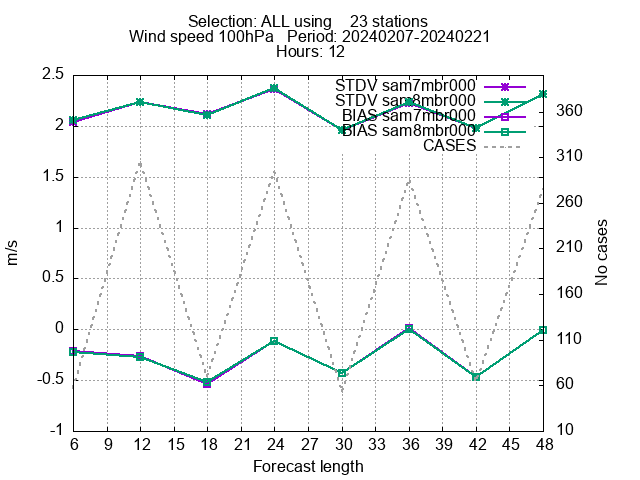 Selection: ALL using 23 stations
Wind speed 100hPa Period: 20240207-20240221
Hours: 12
STDV sam7mbr000
STDV sam8mbr000
BIAS sam7mbr000
BIAS sam8mbr000
CASES
2.5
2
1.5
1
0.5
0
-0.5
-1
m/s
360
310
260
210
160
110
60
10
No cases
6 9 12 15 18 21 24 27 30 33 36 39 42 45 48
Forecast length